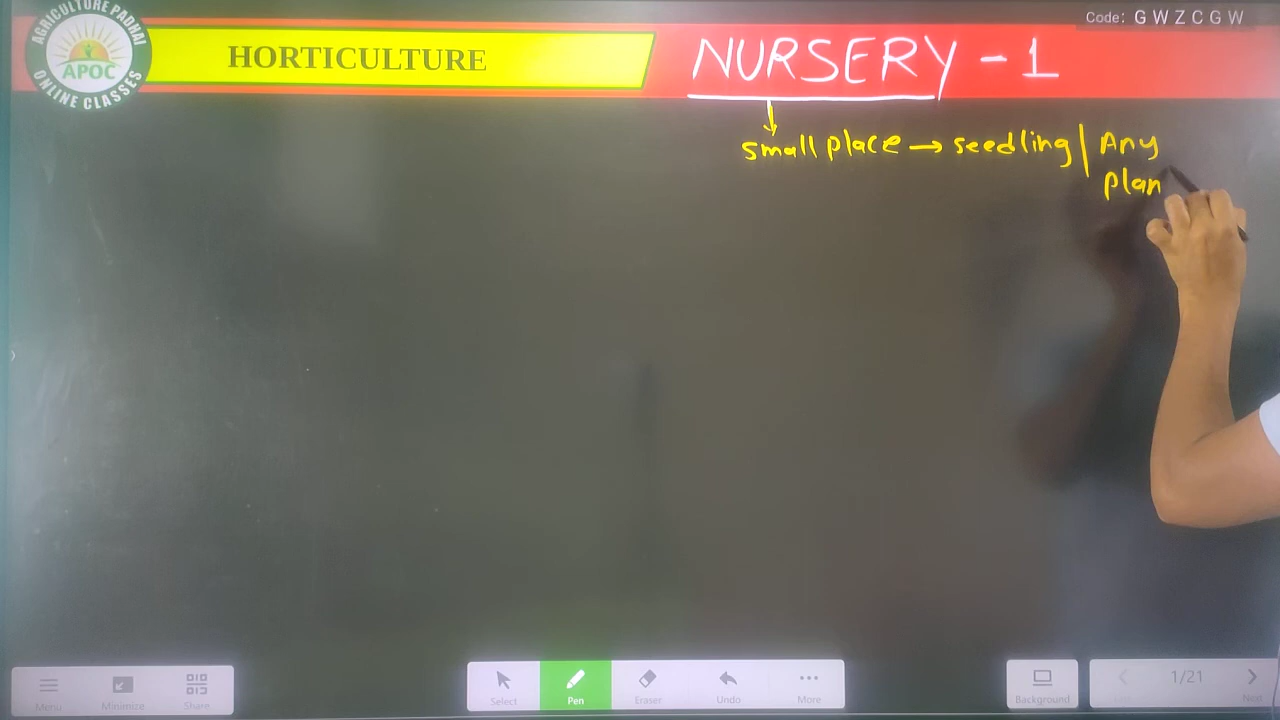 Code: G W Z C G W
AGRICULTURE PADHAI
APOC
ONLINE CLASSES
HORTICULTURE
NURSERY - 1
small place → seedling | Any
plan
Menu
Minimize
Share
Select
Pen
Eraser
Undo
More
Background
1/21